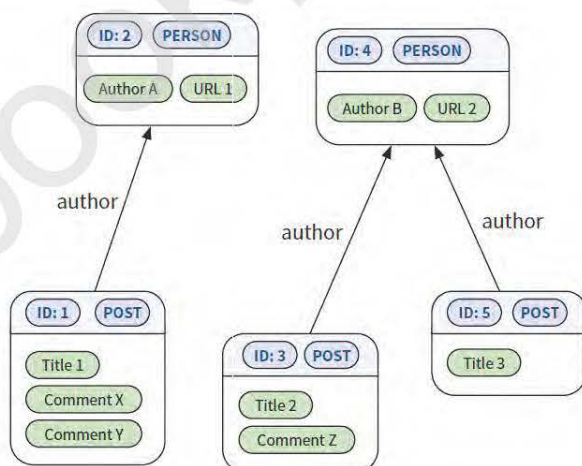 ID: 2 PERSON
Author A URL 1
ID: 4 PERSON
Author B URL 2
author
author
author
ID: 1 POST
Title 1
Comment X
Comment Y
ID: 3 POST
Title 2
Comment Z
ID: 5 POST
Title 3